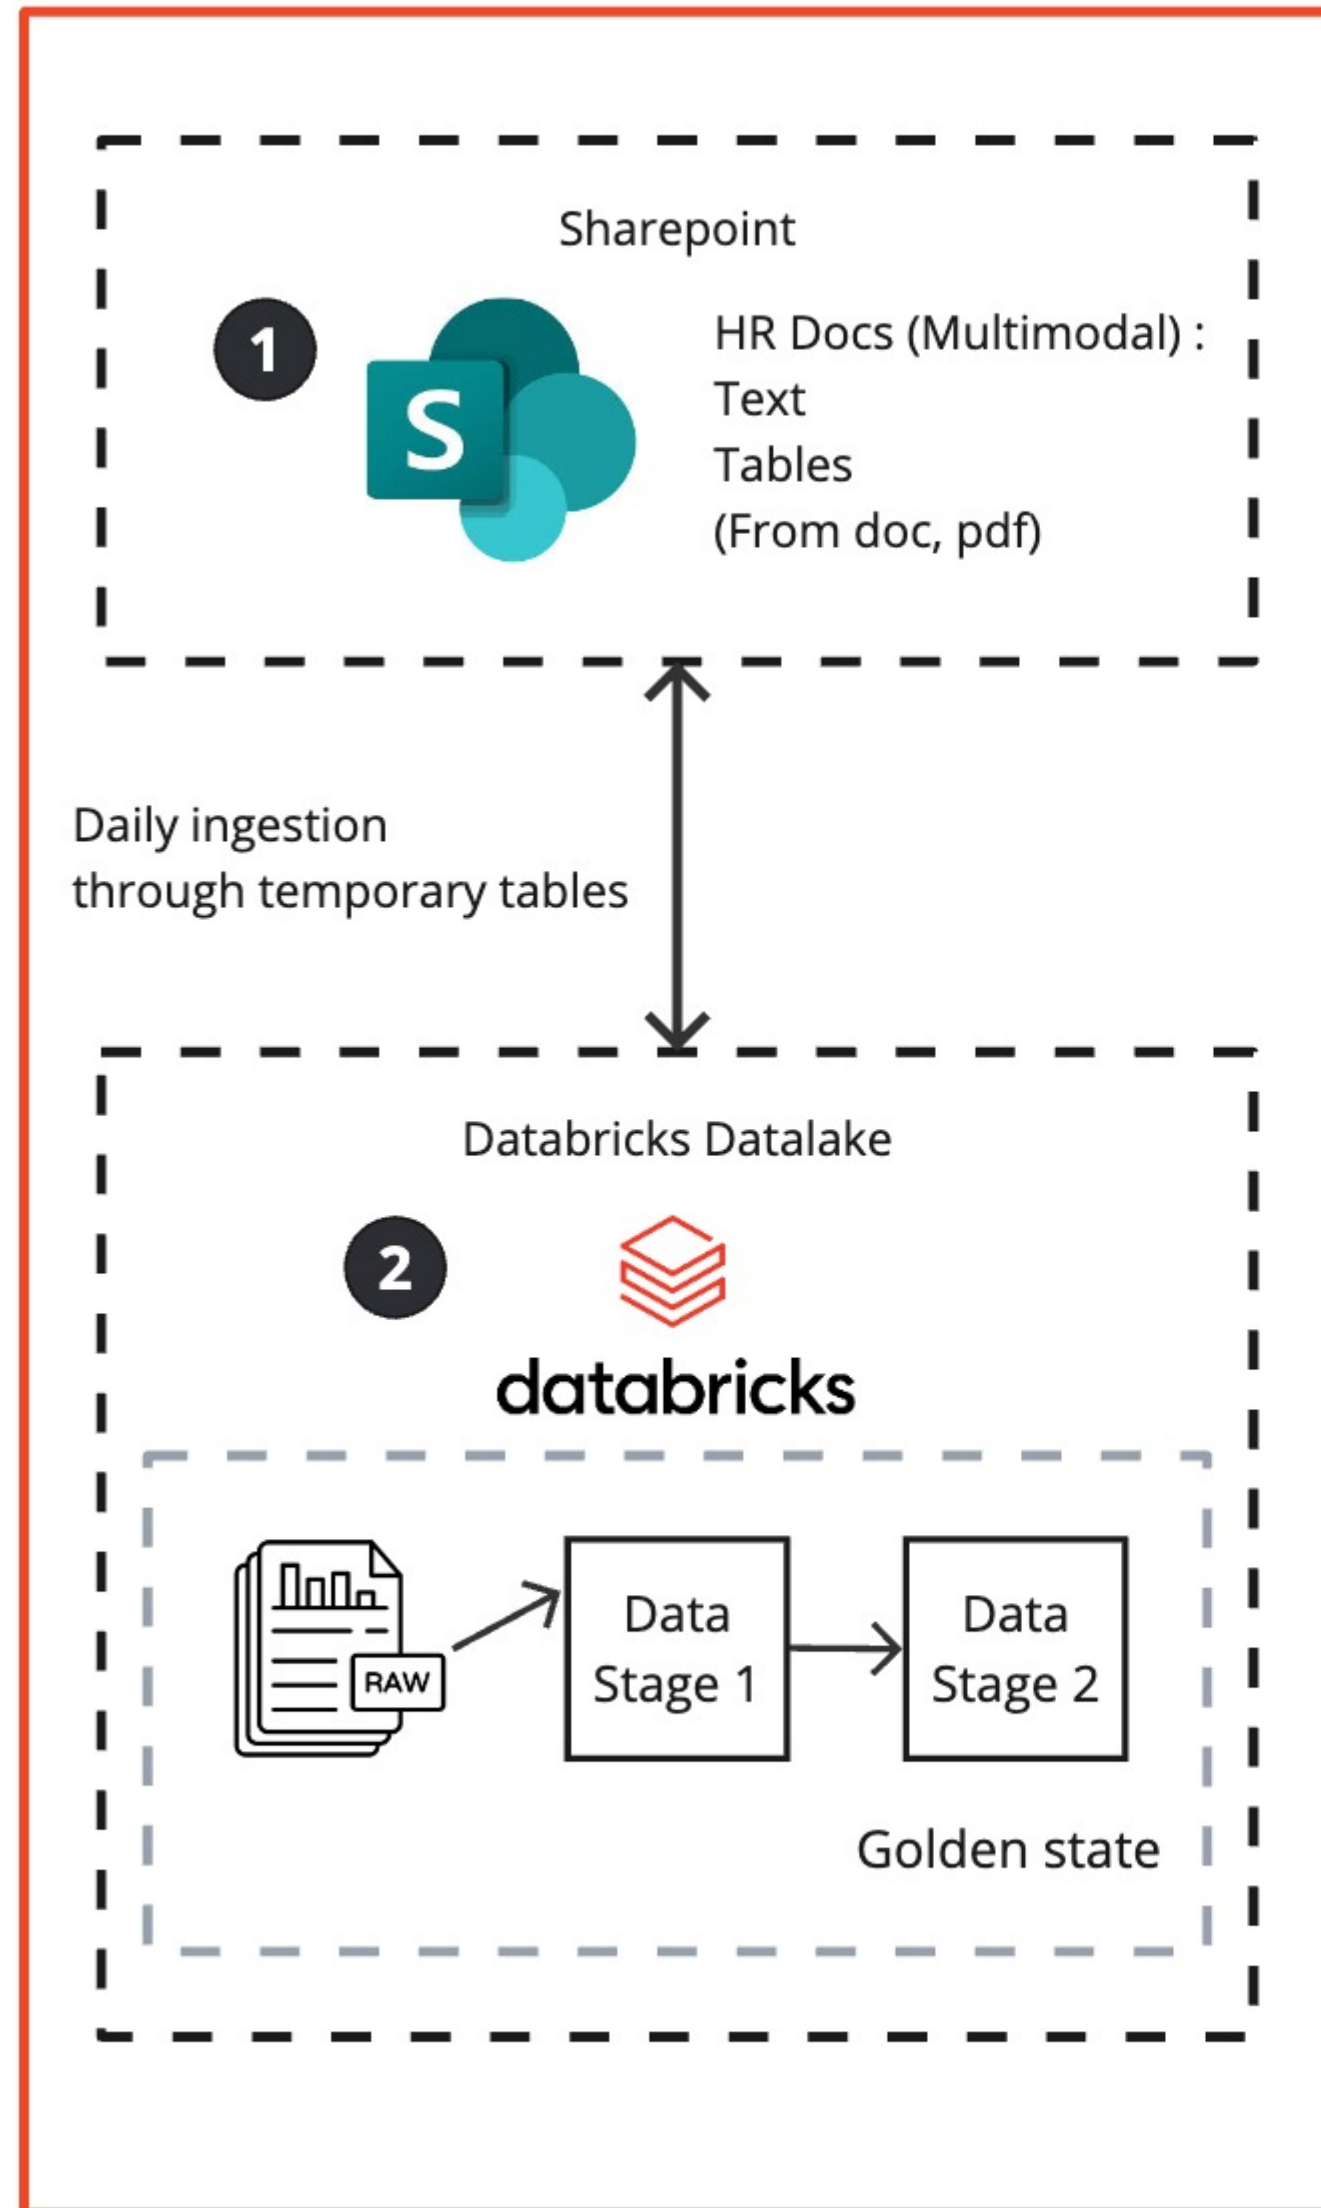 Sharepoint
1
S
HR Docs (Multimodal) :
Text
Tables
(From doc, pdf)
Daily ingestion
through temporary tables
Databricks Datalake
2
databricks
RAW
Data
Stage 1
Data
Stage 2
Golden state